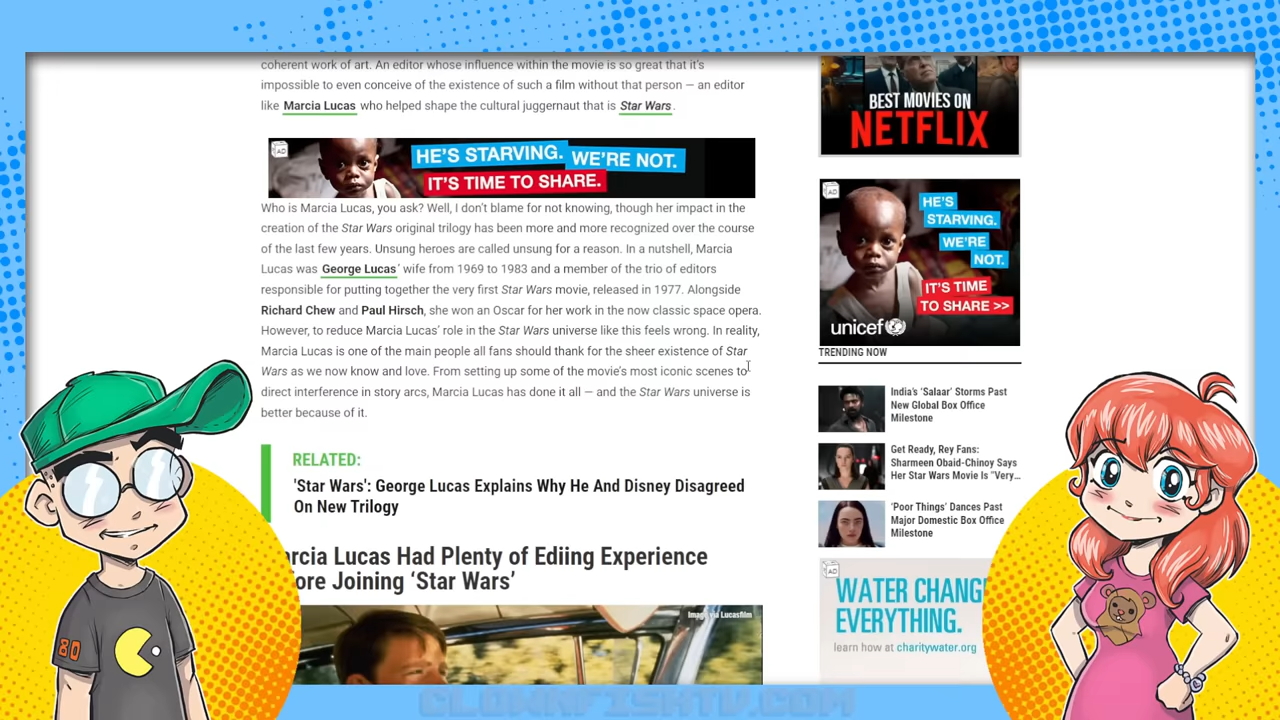 coherent work of art. An editor whose influence within the movie is so great that it's
impossible to even conceive of the existence of such a film without that person — an editor
like Marcia Lucas who helped shape the cultural juggernaut that is Star Wars.
AD
HE'S STARVING. WE'RE NOT.
IT'S TIME TO SHARE.
Who is Marcia Lucas, you ask? Well, I don't blame for not knowing, though her impact in the
creation of the Star Wars original trilogy has been more and more recognized over the course
of the last few years. Unsung heroes are called unsung for a reason. In a nutshell, Marcia
Lucas was George Lucas' wife from 1969 to 1983 and a member of the trio of editors
responsible for putting together the very first Star Wars movie, released in 1977. Alongside
Richard Chew and Paul Hirsch, she won an Oscar for her work in the now classic space opera.
However, to reduce Marcia Lucas' role in the Star Wars universe like this feels wrong. In reality,
Marcia Lucas is one of the main people all fans should thank for the sheer existence of Star
Wars as we now know and love. From setting up some of the movie's most iconic scenes to
direct interference in story arcs, Marcia Lucas has done it all — and the Star Wars universe is
better because of it.
RELATED:
'Star Wars': George Lucas Explains Why He And Disney Disagreed
On New Trilogy
arcia Lucas Had Plenty of Ediing Experience
ore Joining 'Star Wars'
Image via Lucasfilm
BEST MOVIES ON
NETFLIX
AD
HE'S
STARVING.
WE'RE
NOT.
IT'S TIME
TO SHARE >>
unicef
TRENDING NOW
India's 'Salaar' Storms Past
New Global Box Office
Milestone
Get Ready, Rey Fans:
Sharmeen Obaid-Chinoy Says
Her Star Wars Movie Is "Very...
'Poor Things' Dances Past
Major Domestic Box Office
Milestone
AD
WATER CHANG
EVERYTHING.
learn how at charitywater.org
80
CLOWNFISHTV.COM